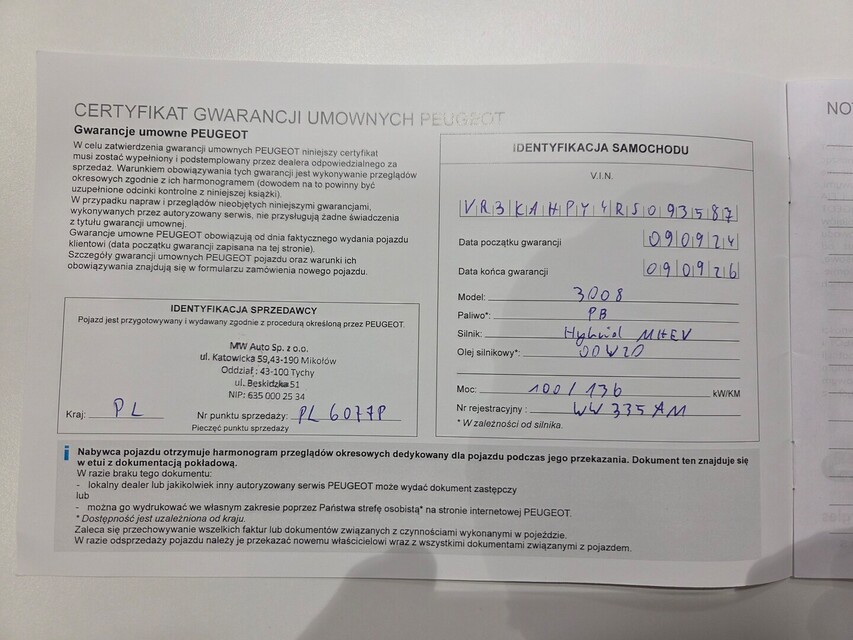 CERTYFIKAT GWARANCJI UMOWNYCH PEUGEOT
Gwarancje umowne PEUGEOT
W celu zatwierdzenia gwarancji umownych PEUGEOT niniejszy certyfikat
musi zostać wypełniony i podstemplowany przez dealera odpowiedzialnego za
sprzedaż. Warunkiem obowiązywania tych gwarancji jest wykonywanie przeglądów
okresowych zgodnie z ich harmonogramem (dowodem na to powinny być
uzupełnione odcinki kontrolne z niniejszej książki).
W przypadku napraw i przeglądów nieobjętych niniejszymi gwarancjami,
wykonywanych przez autoryzowany serwis, nie przysługują żadne świadczenia
z tytułu gwarancji umownej.
Gwarancje umowne PEUGEOT obowiązują od dnia faktycznego wydania pojazdu
klientowi (data początku gwarancji zapisana na tej stronie).
Szczegóły gwarancji umownych PEUGEOT pojazdu oraz warunki ich
obowiązywania znajdują się w formularzu zamówienia nowego pojazdu.
IDENTYFIKACJA SPRZEDAWCY
Pojazd jest przygotowywany i wydawany zgodnie z procedurą określoną przez PEUGEOT.
MW Auto Sp. z o.o.
ul. Katowicka 59,43-190 Mikołów
Oddział: 43-100 Tychy
ul. Beskidzka 51
NIP: 635 000 25 34
Kraj: PL Nr punktu sprzedaży: PL 6077P
Pieczęć punktu sprzedaży
IDENTYFIKACJA SAMOCHODU
V.I.N.
VR3KAHPY4RS093587
Data początku gwarancji 090924
Data końca gwarancji 090926
Model: 3008
Paliwo*: PB
Silnik: Hybrid MHEV
Olej silnikowy*: 00W20
Moc: 100/136 kW/KM
Nr rejestracyjny: WW 335AM
* W zależności od silnika.
i Nabywca pojazdu otrzymuje harmonogram przeglądów okresowych dedykowany dla pojazdu podczas jego przekazania. Dokument ten znajduje się
w etui z dokumentacją pokładową.
W razie braku tego dokumentu:
- lokalny dealer lub jakikolwiek inny autoryzowany serwis PEUGEOT może wydać dokument zastępczy
lub
- można go wydrukować we własnym zakresie poprzez Państwa strefę osobistą* na stronie internetowej PEUGEOT.
* Dostępność jest uzależniona od kraju.
Zaleca się przechowywanie wszelkich faktur lub dokumentów związanych z czynnościami wykonanymi w pojeździe.
W razie odsprzedaży pojazdu należy je przekazać nowemu właścicielowi wraz z wszystkimi dokumentami związanymi z pojazdem.